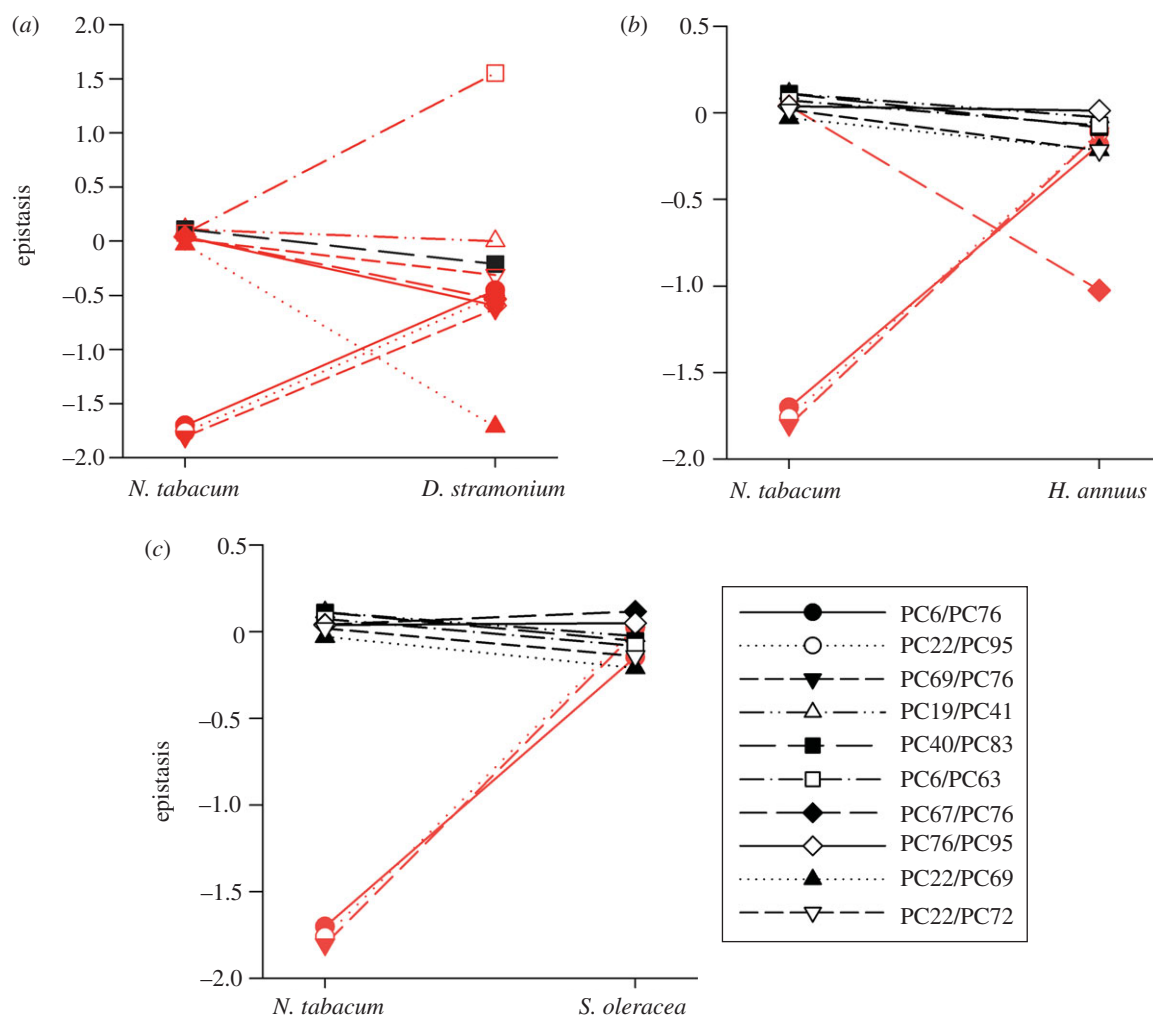 (a)
2.0
1.5
1.0
0.5
0
–0.5
–1.0
–1.5
–2.0
epistasis
N. tabacum D. stramonium
(b)
0.5
0
–0.5
–1.0
–1.5
–2.0
N. tabacum H. annuus
(c)
0.5
0
–0.5
–1.0
–1.5
–2.0
epistasis
N. tabacum S. oleracea
PC6/PC76
PC22/PC95
PC69/PC76
PC19/PC41
PC40/PC83
PC6/PC63
PC67/PC76
PC76/PC95
PC22/PC69
PC22/PC72